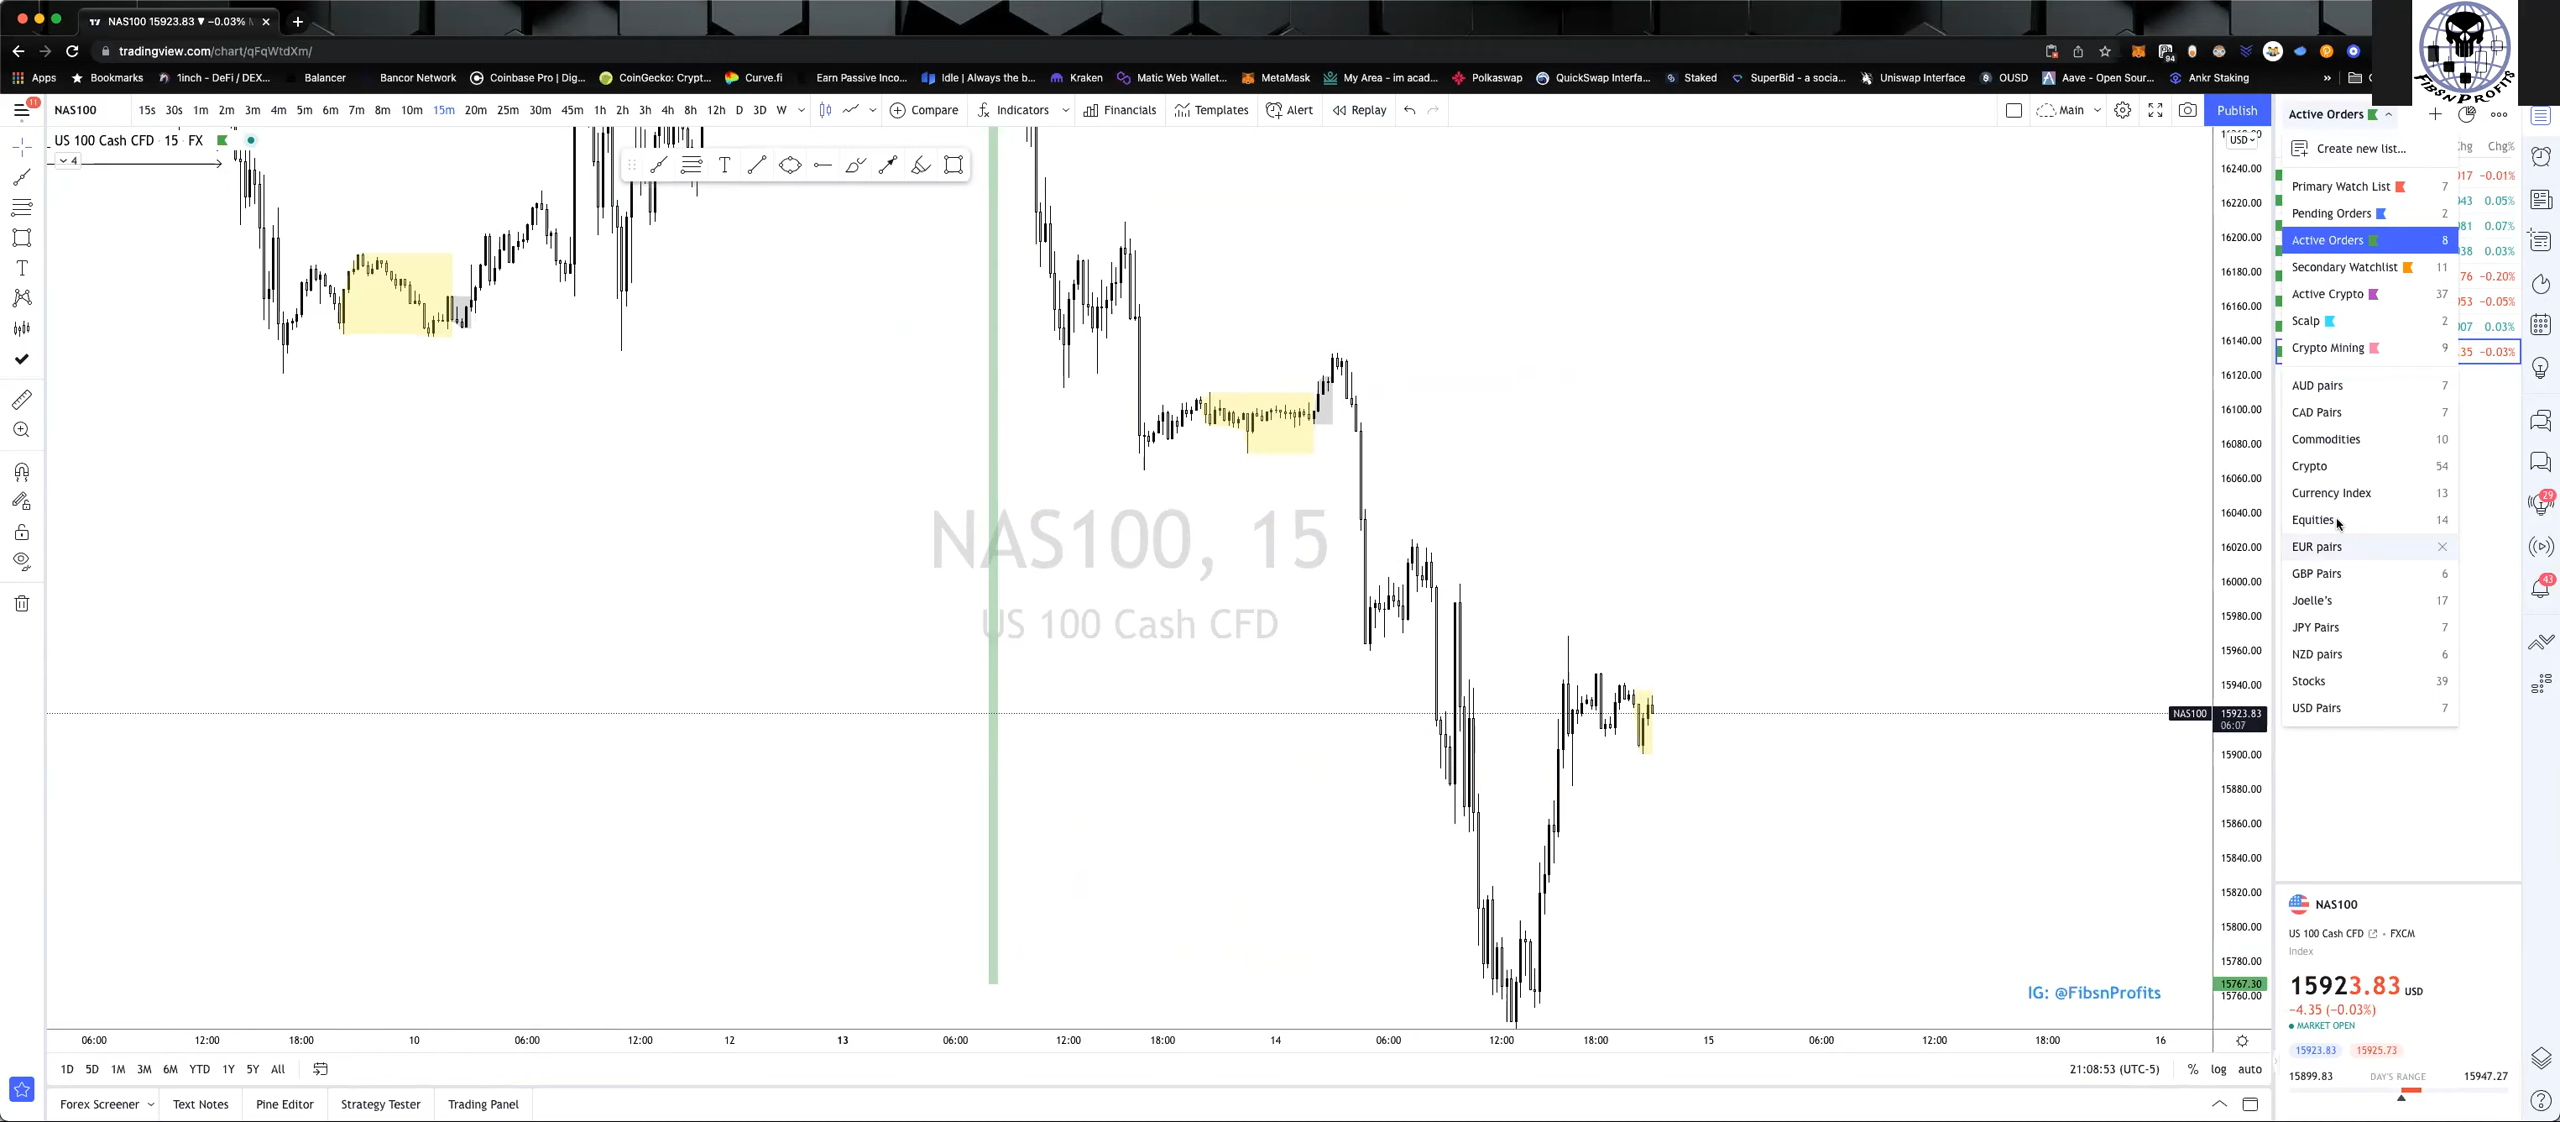 NAS100 15923.83 ▼ −0.03%
tradingview.com/chart/qFqWtdXm/
Apps Bookmarks 1inch - DeFi / DEX... Balancer Bancor Network Coinbase Pro | Dig... CoinGecko: Crypt... Curve.fi Earn Passive Inco... Idle | Always the b... Kraken Matic Web Wallet... MetaMask My Area - im acad... Polkaswap QuickSwap Interfa... Staked SuperBid - a socia... Uniswap Interface OUSD Aave - Open Sour... Ankr Staking »
FIBSNPROFITS
11
NAS100 15s 30s 1m 2m 3m 4m 5m 6m 7m 8m 10m 15m 20m 25m 30m 45m 1h 2h 3h 4h 8h 12h D 3D W Compare Indicators Financials Templates Alert Replay Main Publish
US 100 Cash CFD · 15 · FX
4
USD
16240.00
16220.00
16200.00
16180.00
16160.00
16140.00
16120.00
16100.00
16080.00
16060.00
16040.00
16020.00
16000.00
15980.00
15960.00
15940.00
NAS100 15923.83
06:07
15900.00
15880.00
15860.00
15840.00
15820.00
15800.00
15780.00
15767.30
15760.00
NAS100, 15
US 100 Cash CFD
IG: @FibsnProfits
06:00 12:00 18:00 10 06:00 12:00 12 13 06:00 12:00 18:00 14 06:00 12:00 18:00 15 06:00 12:00 18:00 16
1D 5D 1M 3M 6M YTD 1Y 5Y All
21:08:53 (UTC-5) % log auto
Forex Screener Text Notes Pine Editor Strategy Tester Trading Panel
Active Orders
Create new list...
Chg%
Primary Watch List 7
Pending Orders 2
Active Orders 8
Secondary Watchlist 11
Active Crypto 37
Scalp 2
Crypto Mining 9
AUD pairs 7
CAD Pairs 7
Commodities 10
Crypto 54
Currency Index 13
Equities 14
EUR pairs
GBP Pairs 6
Joelle's 17
JPY Pairs 7
NZD pairs 6
Stocks 39
USD Pairs 7
−0.01%
0.05%
0.07%
0.03%
−0.20%
−0.05%
0.03%
−0.03%
29
43
NAS100
US 100 Cash CFD • FXCM
Index
15923.83 USD
−4.35 (−0.03%)
MARKET OPEN
15923.83 15925.73
15899.83 DAY'S RANGE 15947.27